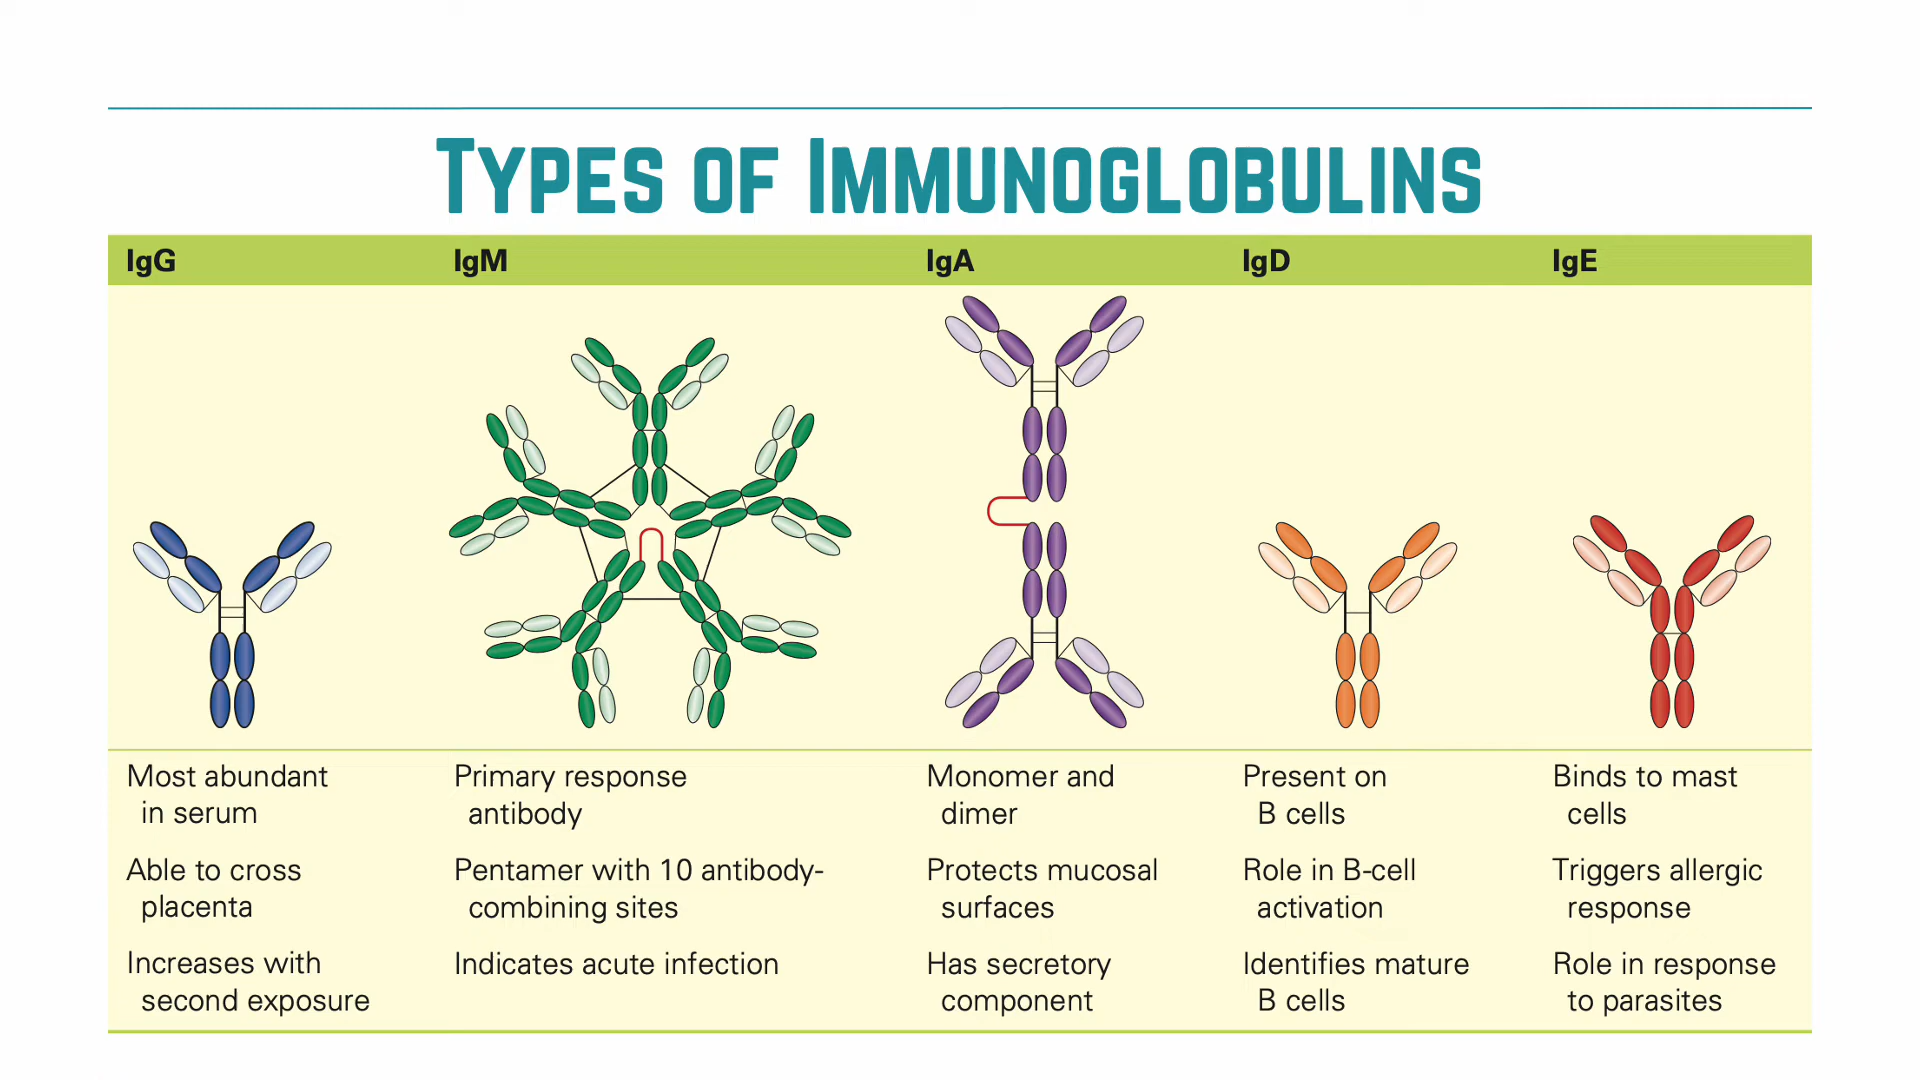 TYPES OF IMMUNOGLOBULINS
IgG
IgM
IgA
IgD
IgE
Most abundant
in serum
Able to cross
placenta
Increases with
second exposure
Primary response
antibody
Pentamer with 10 antibody-
combining sites
Indicates acute infection
Monomer and
dimer
Protects mucosal
surfaces
Has secretory
component
Present on
B cells
Role in B-cell
activation
Identifies mature
B cells
Binds to mast
cells
Triggers allergic
response
Role in response
to parasites